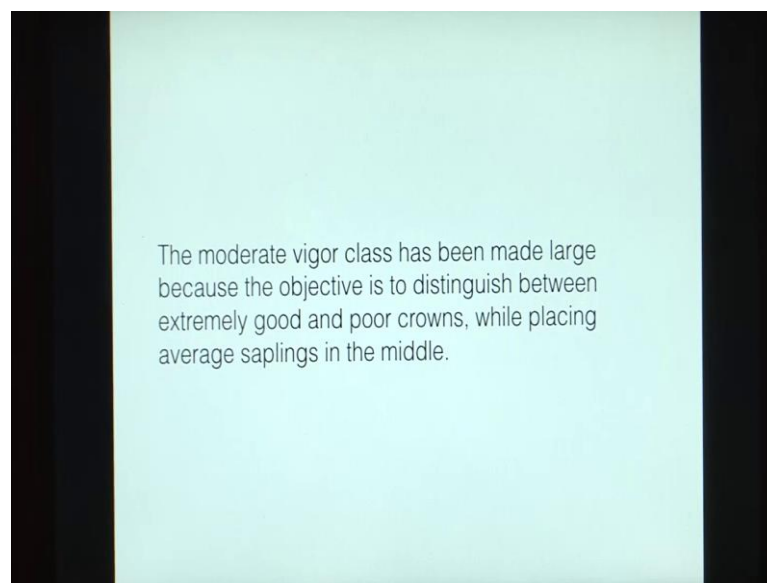 The moderate vigor class has been made large
because the objective is to distinguish between
extremely good and poor crowns, while placing
average saplings in the middle.